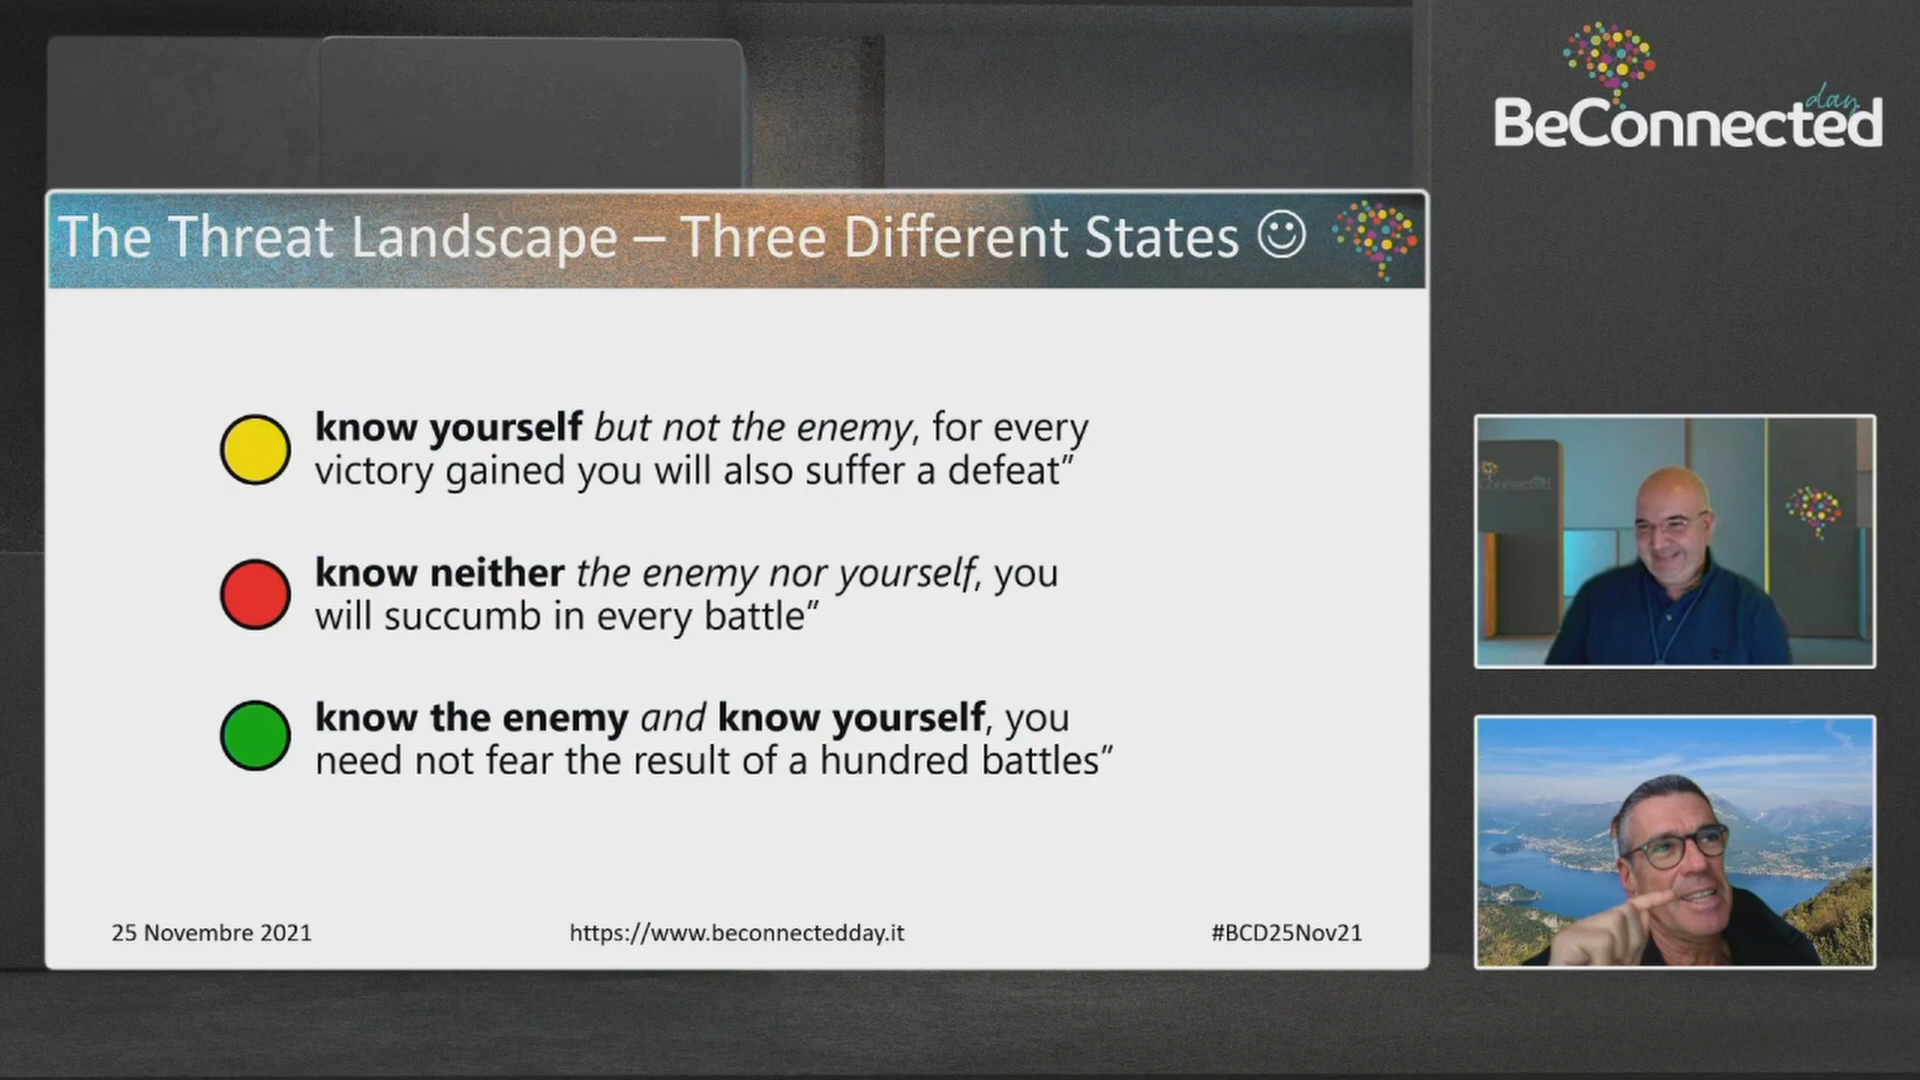 day
BeConnected
The Threat Landscape – Three Different States ☺
know yourself but not the enemy, for every
victory gained you will also suffer a defeat”
know neither the enemy nor yourself, you
will succumb in every battle”
know the enemy and know yourself, you
need not fear the result of a hundred battles”
25 Novembre 2021
https://www.beconnectedday.it
#BCD25Nov21
Connected